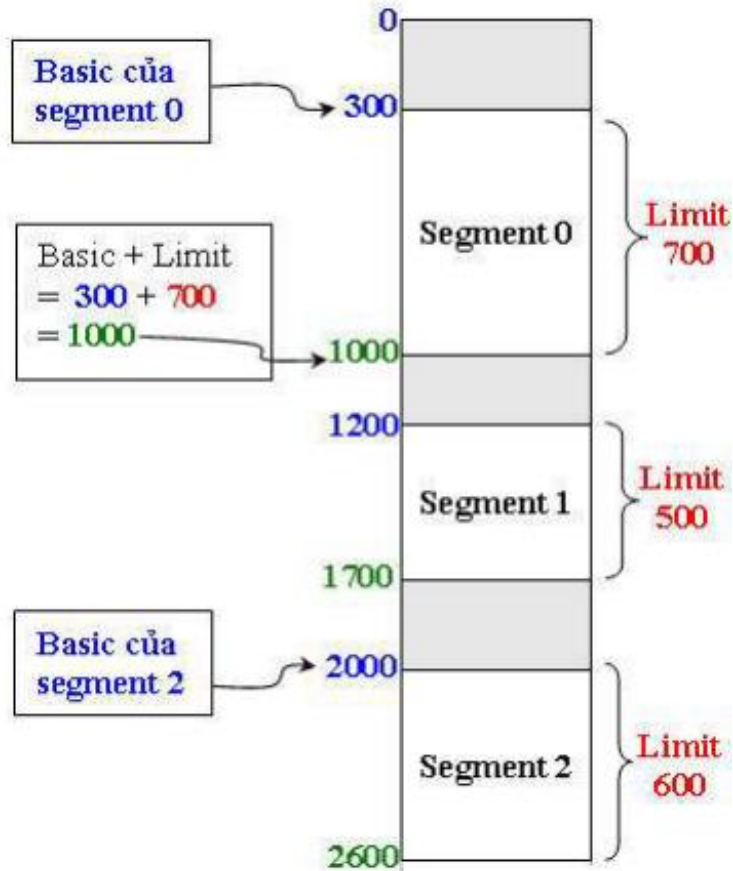 0
Basic của
segment 0
300
Segment 0
Limit
700
Basic + Limit
= 300 + 700
= 1000
1000
1200
Segment 1
Limit
500
1700
Basic của
segment 2
2000
Segment 2
Limit
600
2600